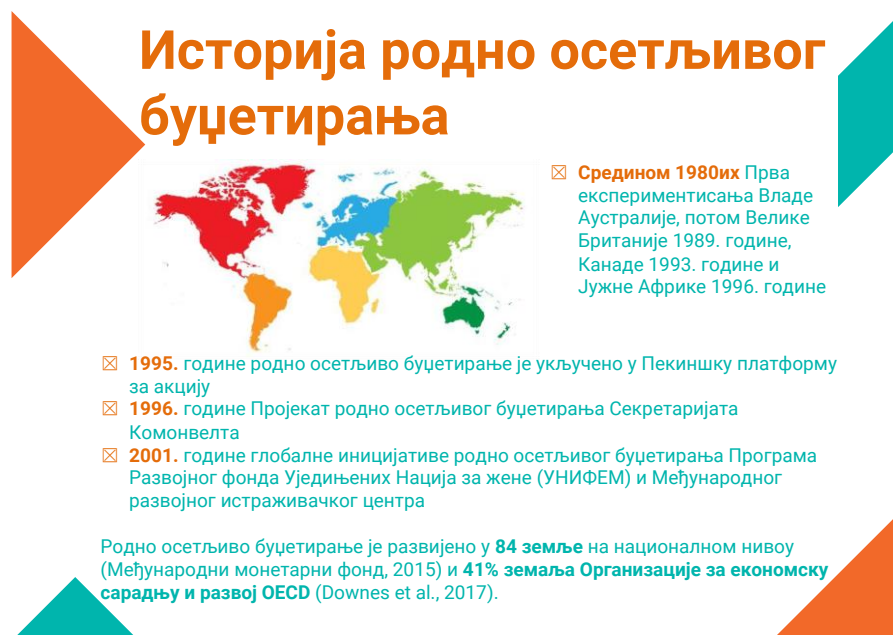 Историја родно осетљивог
буџетирања
☒ Средином 1980их Прва
експериментисања Владе
Аустралије, потом Велике
Британије 1989. године,
Канаде 1993. године и
Јужне Африке 1996. године
☒ 1995. године родно осетљиво буџетирање је укључено у Пекиншку платформу
за акцију
☒ 1996. године Пројекат родно осетљивог буџетирања Секретаријата
Комонвелта
☒ 2001. године глобалне иницијативе родно осетљивог буџетирања Програма
Развојног фонда Уједињених Нација за жене (УНИФЕМ) и Међународног
развојног истраживачког центра
Родно осетљиво буџетирање је развијено у 84 земље на националном нивоу
(Међународни монетарни фонд, 2015) и 41% земаља Организације за економску
сарадњу и развој OECD (Downes et al., 2017).